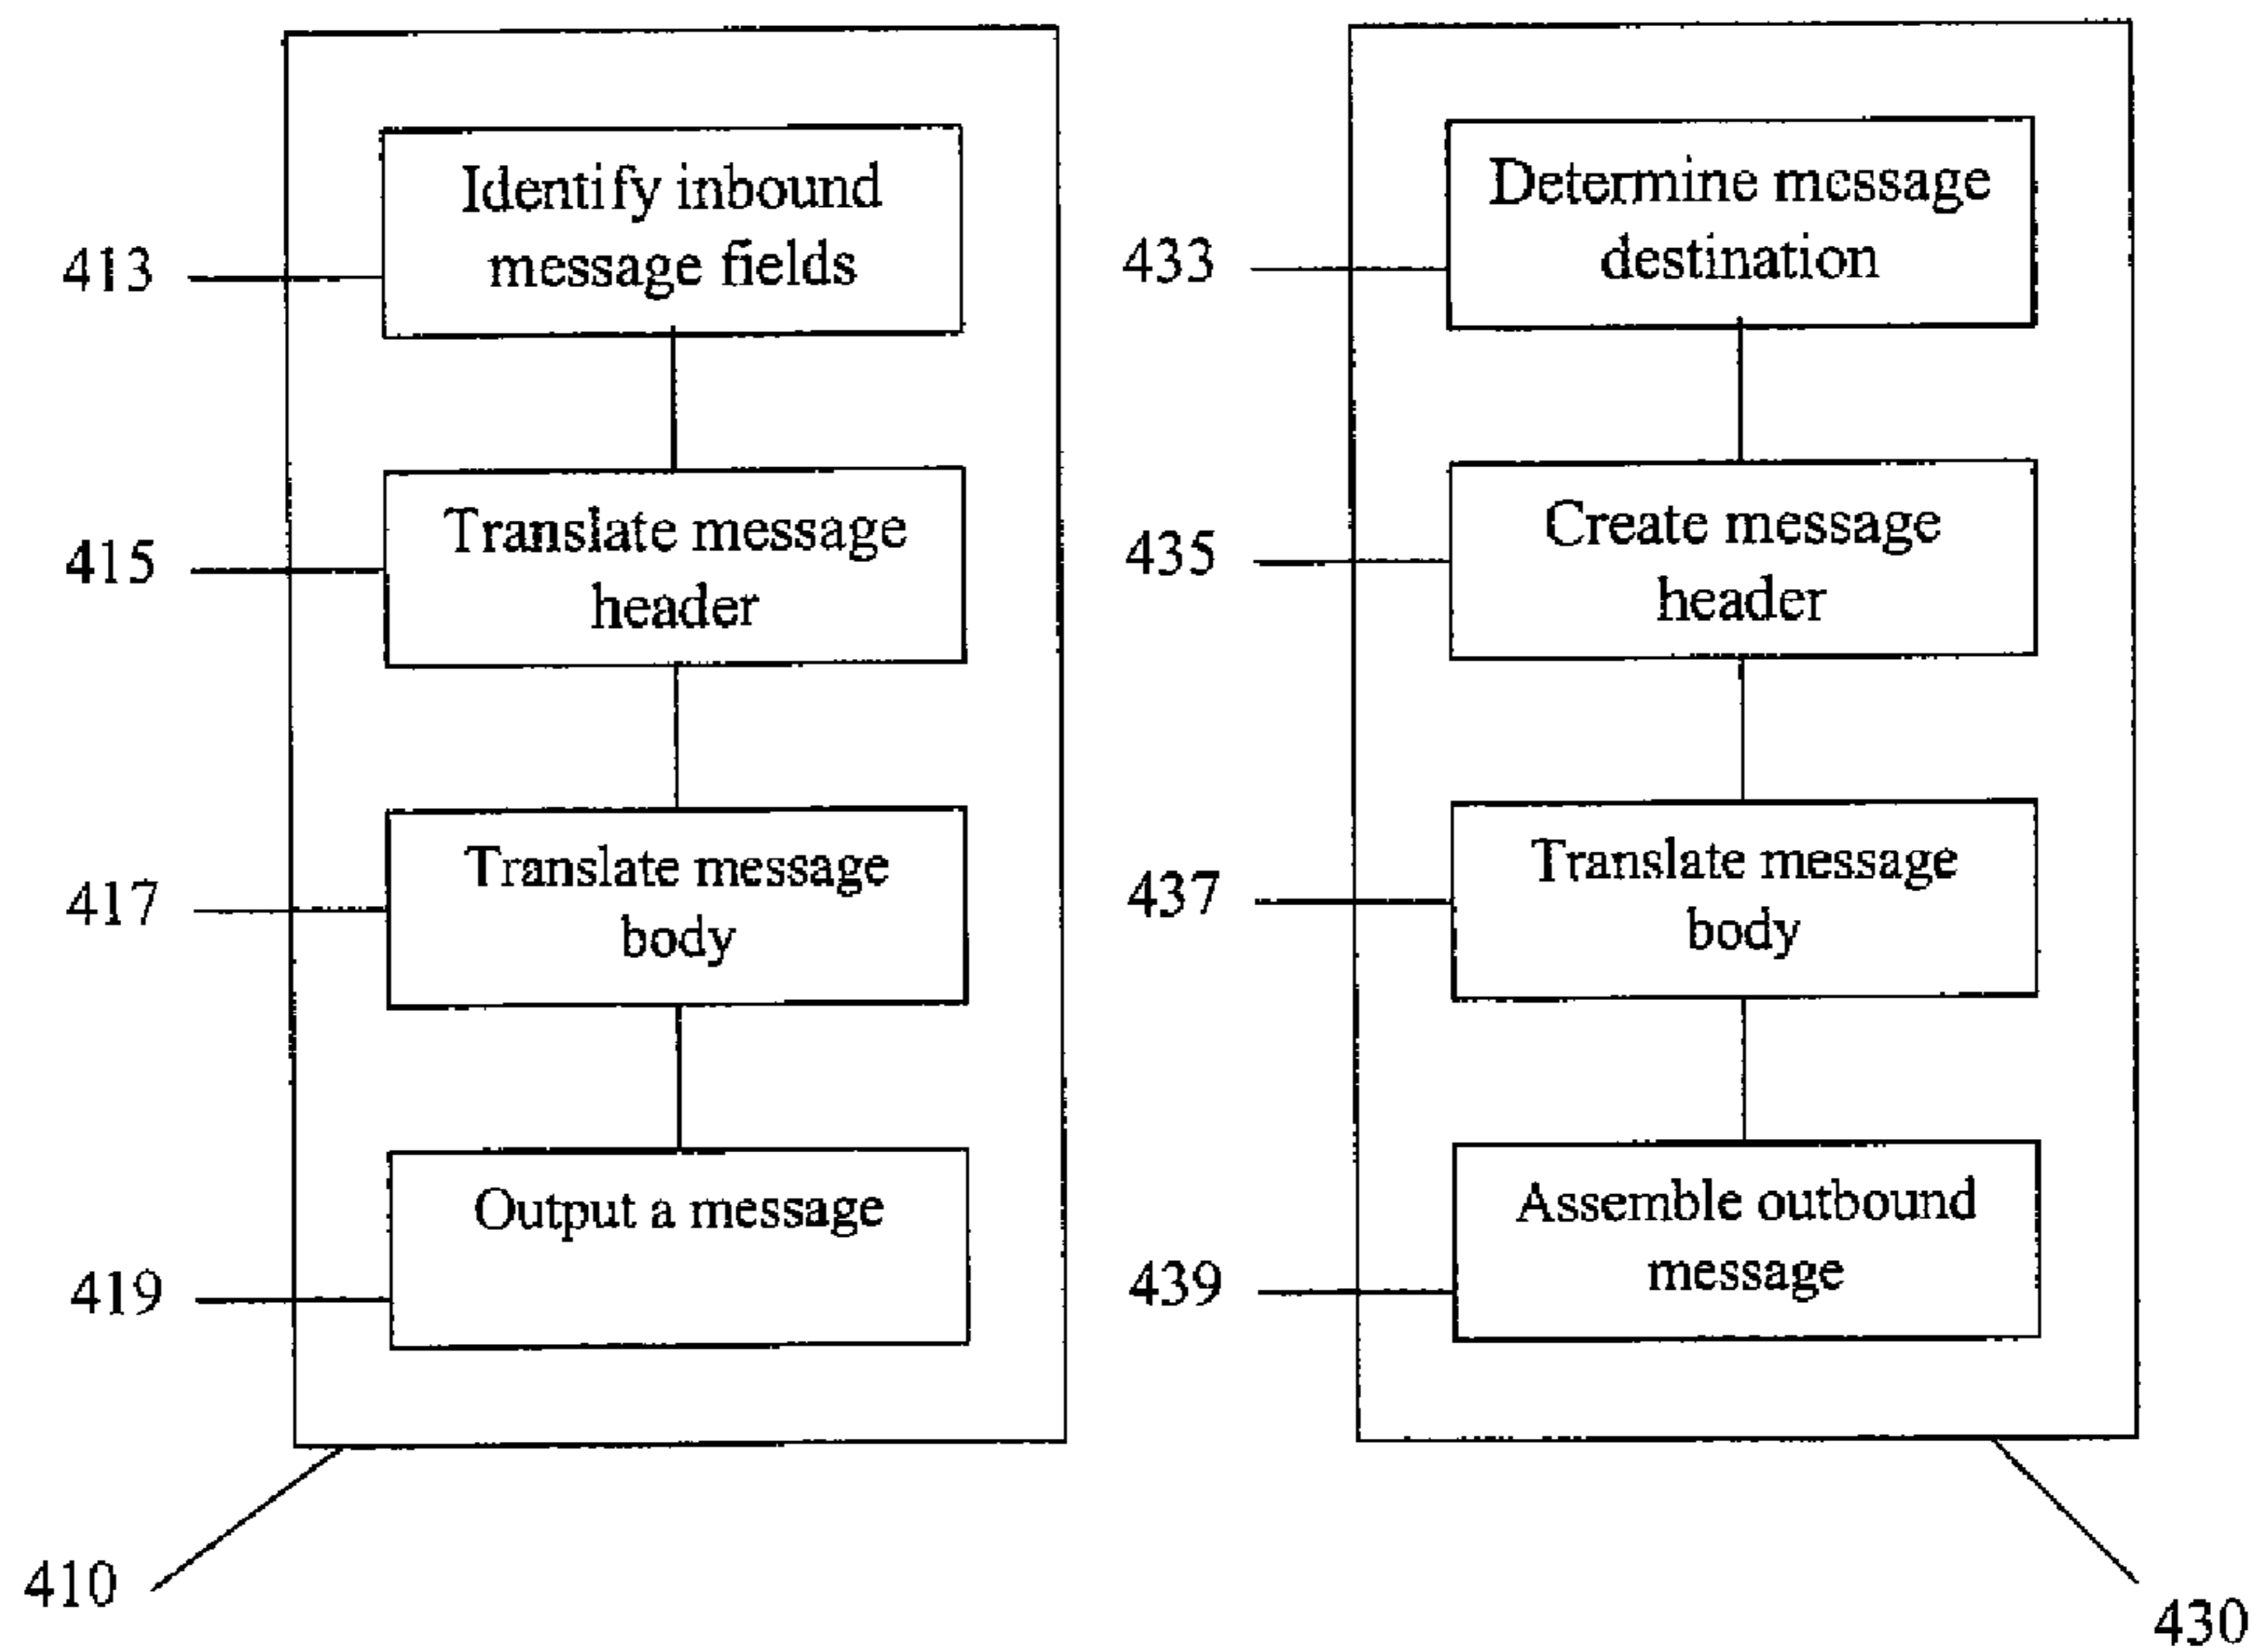 Identify inbound
message fields
413
Translate message
header
415
Translate message
body
417
Output a message
419
410
Determine message
destination
433
Create message
header
435
Translate message
body
437
Assemble outbound
message
439
430